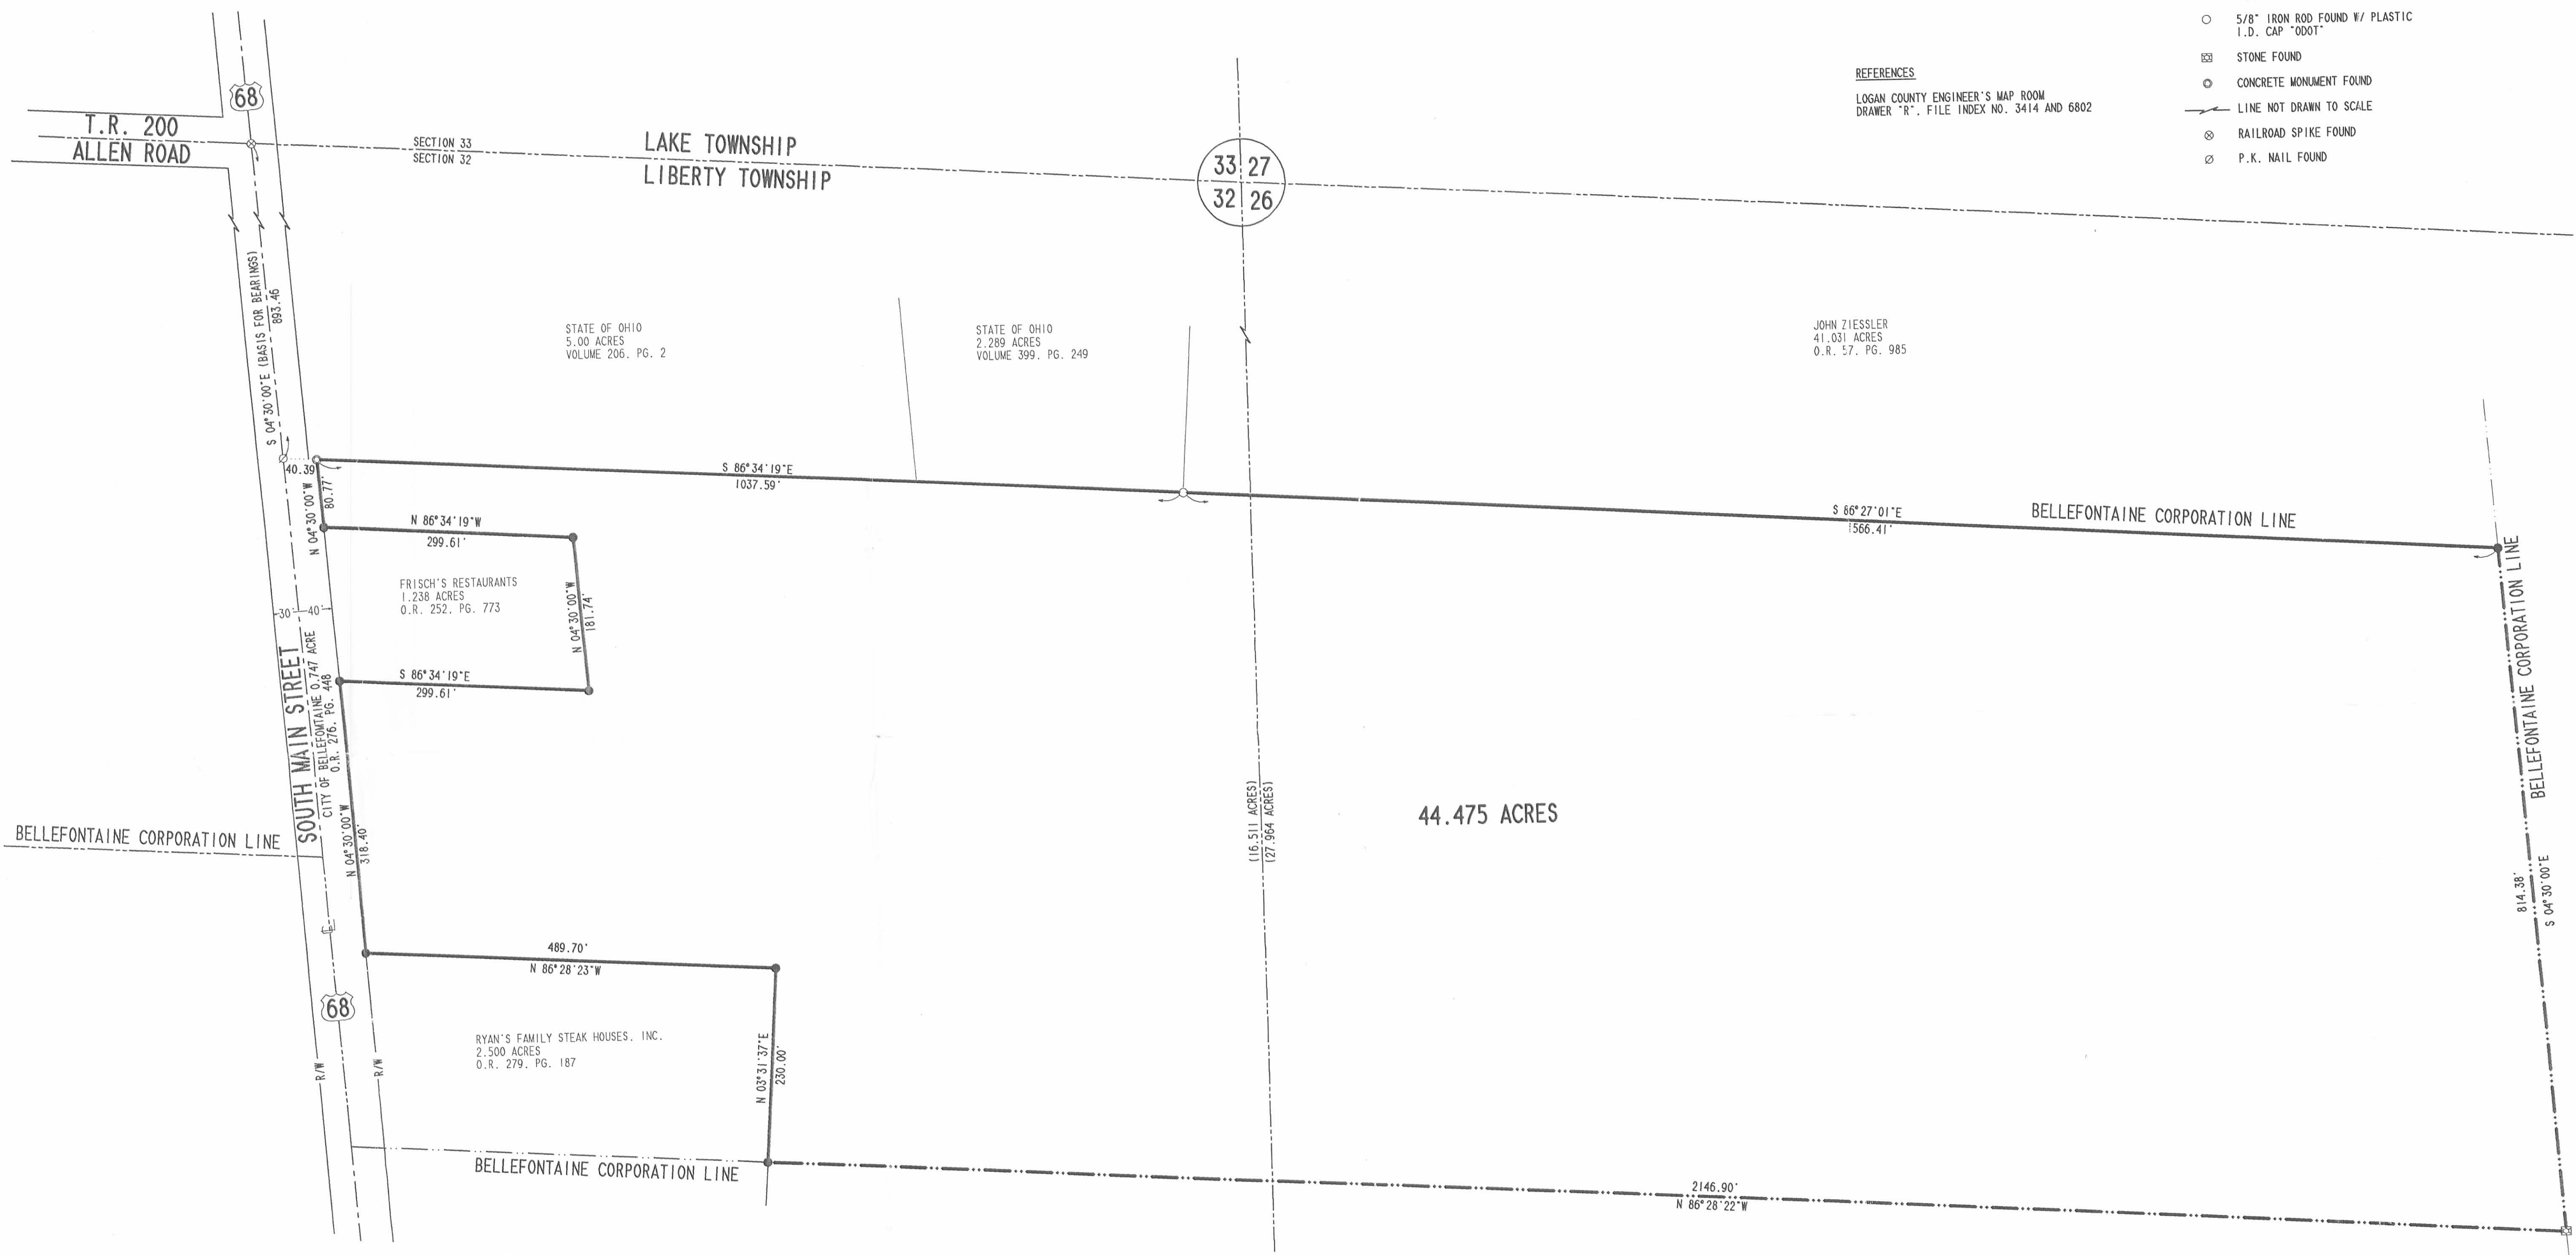 5/8" IRON ROD FOUND W/ PLASTIC
I.D. CAP "ODOT"
STONE FOUND
CONCRETE MONUMENT FOUND
LINE NOT DRAWN TO SCALE
RAILROAD SPIKE FOUND
P.K. NAIL FOUND
REFERENCES
LOGAN COUNTY ENGINEER'S MAP ROOM
DRAWER "R", FILE INDEX NO. 3414 AND 6802
68
T.R. 200
ALLEN ROAD
SECTION 33
SECTION 32
LAKE TOWNSHIP
LIBERTY TOWNSHIP
33 27
32 26
S 04°30'00"E (BASIS FOR BEARINGS)
893.46
STATE OF OHIO
5.00 ACRES
VOLUME 206, PG. 2
STATE OF OHIO
2.289 ACRES
VOLUME 399, PG. 249
JOHN ZIESSLER
41.031 ACRES
O.R. 57, PG. 985
40.39
S 86°34'19"E
1037.59'
N 04°30'00"W
80.77'
S 86°27'01"E
1566.41'
BELLEFONTAINE CORPORATION LINE
N 86°34'19"W
299.61'
FRISCH'S RESTAURANTS
1.238 ACRES
O.R. 252, PG. 773
N 04°30'00"W
181.74'
30' 40'
S 86°34'19"E
299.61'
SOUTH MAIN STREET
CITY OF BELLEFOMTAINE 0.747 ACRE
O.R. 276, PG. 448
N 04°30'00"W
318.40'
BELLEFONTAINE CORPORATION LINE
(16.511 ACRES)
(27.964 ACRES)
44.475 ACRES
BELLEFONTAINE CORPORATION LINE
814.38'
S 04°30'00"E
489.70'
N 86°28'23"W
68
RYAN'S FAMILY STEAK HOUSES, INC.
2.500 ACRES
O.R. 279, PG. 187
N 03°31'37"E
230.00'
R/W
R/W
BELLEFONTAINE CORPORATION LINE
2146.90'
N 86°28'22"W